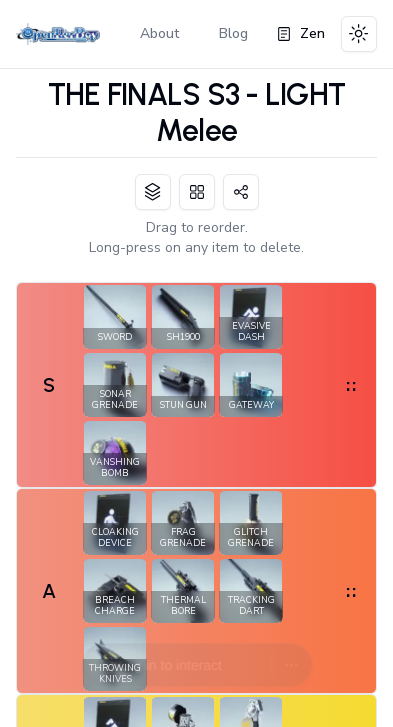 OpenTierBoy
About
Blog
Zen
THE FINALS S3 - LIGHT
Melee
Drag to reorder.
Long-press on any item to delete.
S
SWORD
SH1900
EVASIVE
DASH
SONAR
GRENADE
STUN GUN
GATEWAY
VANSHING
BOMB
A
CLOAKING
DEVICE
FRAG
GRENADE
GLITCH
GRENADE
BREACH
CHARGE
THERMAL
BORE
TRACKING
DART
THROWING
KNIVES
to interact